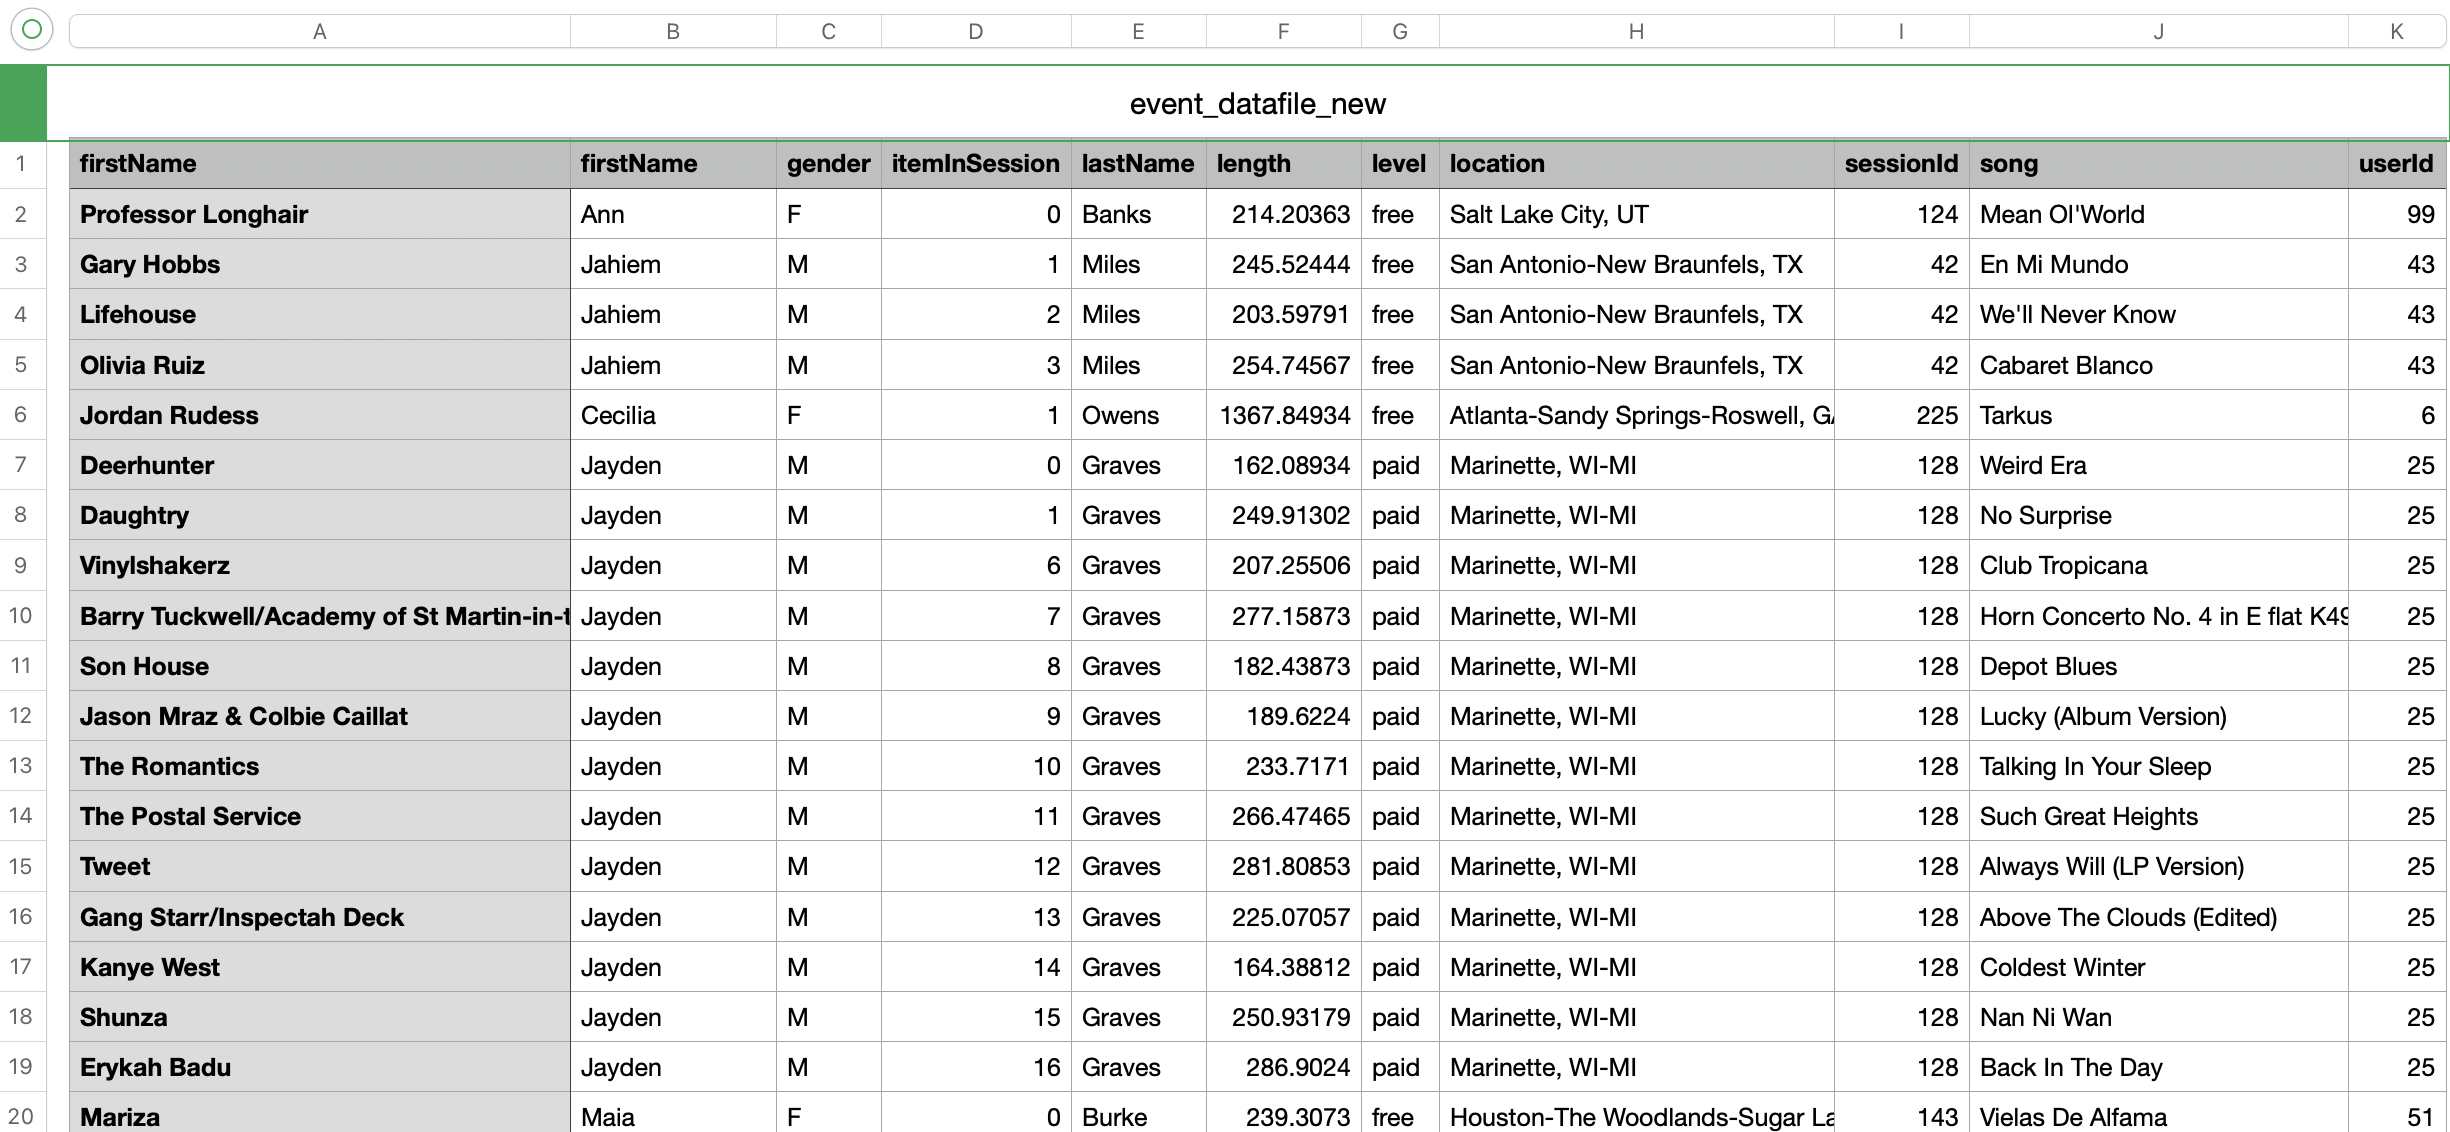 A B C D E F G H I J K
event_datafile_new
1 firstName firstName gender itemInSession lastName length level location sessionId song userId
2 Professor Longhair Ann F 0 Banks 214.20363 free Salt Lake City, UT 124 Mean Ol'World 99
3 Gary Hobbs Jahiem M 1 Miles 245.52444 free San Antonio-New Braunfels, TX 42 En Mi Mundo 43
4 Lifehouse Jahiem M 2 Miles 203.59791 free San Antonio-New Braunfels, TX 42 We'll Never Know 43
5 Olivia Ruiz Jahiem M 3 Miles 254.74567 free San Antonio-New Braunfels, TX 42 Cabaret Blanco 43
6 Jordan Rudess Cecilia F 1 Owens 1367.84934 free Atlanta-Sandy Springs-Roswell, GA 225 Tarkus 6
7 Deerhunter Jayden M 0 Graves 162.08934 paid Marinette, WI-MI 128 Weird Era 25
8 Daughtry Jayden M 1 Graves 249.91302 paid Marinette, WI-MI 128 No Surprise 25
9 Vinylshakerz Jayden M 6 Graves 207.25506 paid Marinette, WI-MI 128 Club Tropicana 25
10 Barry Tuckwell/Academy of St Martin-in-t Jayden M 7 Graves 277.15873 paid Marinette, WI-MI 128 Horn Concerto No. 4 in E flat K49 25
11 Son House Jayden M 8 Graves 182.43873 paid Marinette, WI-MI 128 Depot Blues 25
12 Jason Mraz & Colbie Caillat Jayden M 9 Graves 189.6224 paid Marinette, WI-MI 128 Lucky (Album Version) 25
13 The Romantics Jayden M 10 Graves 233.7171 paid Marinette, WI-MI 128 Talking In Your Sleep 25
14 The Postal Service Jayden M 11 Graves 266.47465 paid Marinette, WI-MI 128 Such Great Heights 25
15 Tweet Jayden M 12 Graves 281.80853 paid Marinette, WI-MI 128 Always Will (LP Version) 25
16 Gang Starr/Inspectah Deck Jayden M 13 Graves 225.07057 paid Marinette, WI-MI 128 Above The Clouds (Edited) 25
17 Kanye West Jayden M 14 Graves 164.38812 paid Marinette, WI-MI 128 Coldest Winter 25
18 Shunza Jayden M 15 Graves 250.93179 paid Marinette, WI-MI 128 Nan Ni Wan 25
19 Erykah Badu Jayden M 16 Graves 286.9024 paid Marinette, WI-MI 128 Back In The Day 25
20 Mariza Maia F 0 Burke 239.3073 free Houston-The Woodlands-Sugar La 143 Vielas De Alfama 51